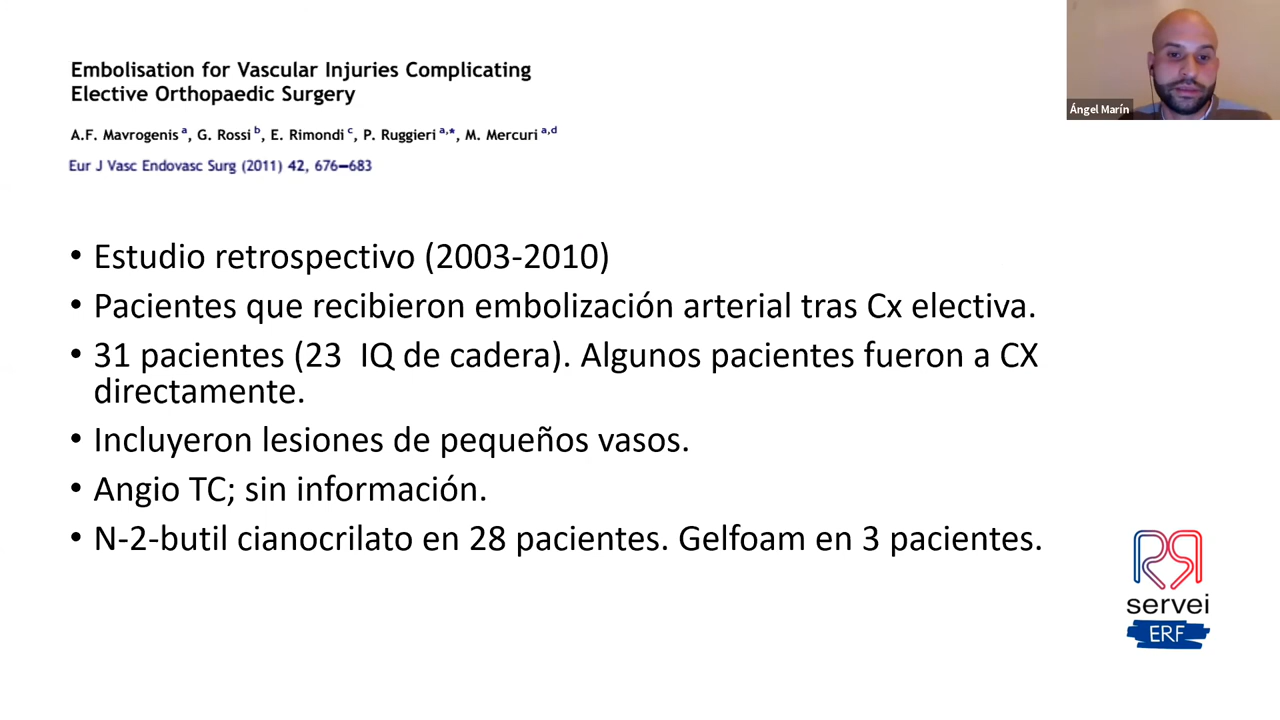 Embolisation for Vascular Injuries Complicating
Elective Orthopaedic Surgery
A.F. Mavrogenis a, G. Rossi b, E. Rimondi c, P. Ruggieri a,*, M. Mercuri a,d
Eur J Vasc Endovasc Surg (2011) 42, 676–683
Ángel Marín
• Estudio retrospectivo (2003-2010)
• Pacientes que recibieron embolización arterial tras Cx electiva.
• 31 pacientes (23 IQ de cadera). Algunos pacientes fueron a CX
directamente.
• Incluyeron lesiones de pequeños vasos.
• Angio TC; sin información.
• N-2-butil cianocrilato en 28 pacientes. Gelfoam en 3 pacientes.
servei
ERF